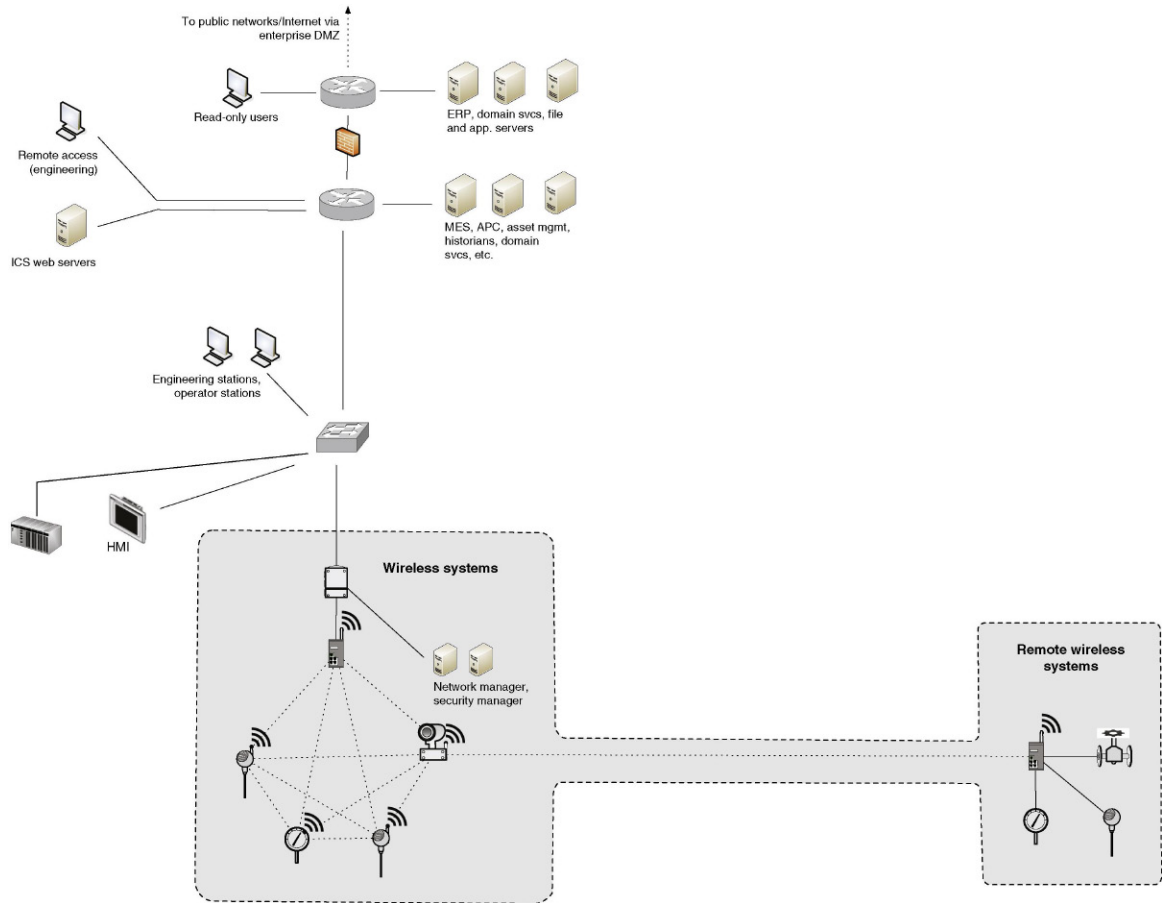 To public networks/Internet via
enterprise DMZ
Read-only users
ERP, domain svcs, file
and app. servers
Remote access
(engineering)
MES, APC, asset mgmt,
historians, domain
svcs, etc.
ICS web servers
Engineering stations,
operator stations
HMI
Wireless systems
Network manager,
security manager
Remote wireless
systems